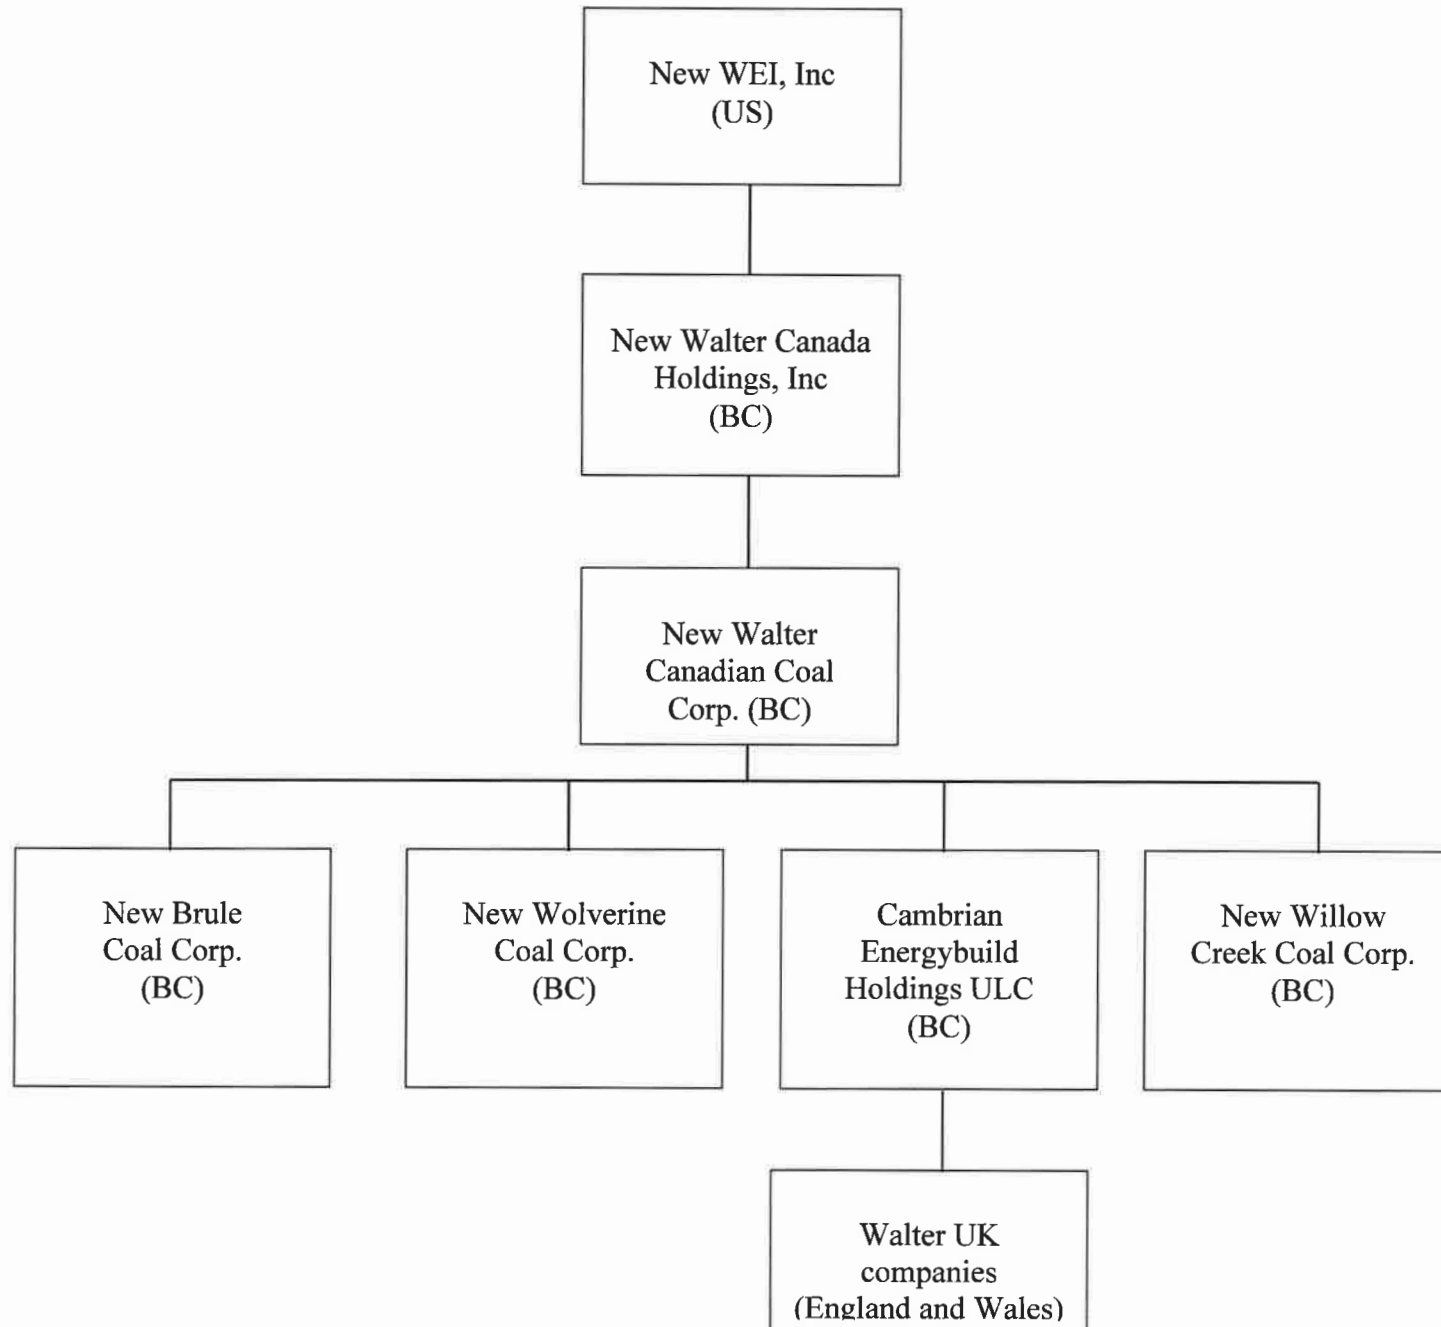 New WEI, Inc
(US)
New Walter Canada
Holdings, Inc
(BC)
New Walter
Canadian Coal
Corp. (BC)
New Brule
Coal Corp.
(BC)
New Wolverine
Coal Corp.
(BC)
Cambrian
Energybuild
Holdings ULC
(BC)
New Willow
Creek Coal Corp.
(BC)
Walter UK
companies
(England and Wales)